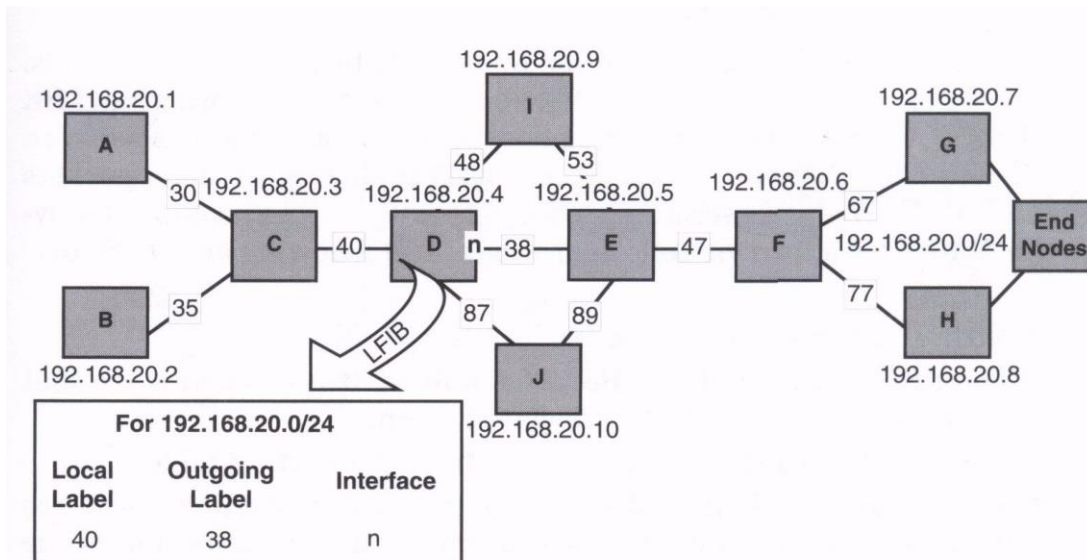 192.168.20.9
I
192.168.20.1
A
192.168.20.7
G
48
53
30
192.168.20.3
192.168.20.4
192.168.20.5
192.168.20.6
67
C
40
D
n
38
E
47
F
192.168.20.0/24
End
Nodes
B
35
192.168.20.2
LFIB
87
89
J
192.168.20.10
77
H
192.168.20.8
For 192.168.20.0/24
Local Label
Outgoing Label
Interface
40
38
n